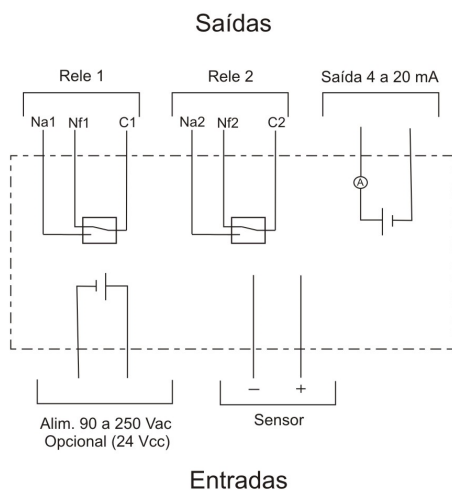 Saídas
Rele 1 Rele 2 Saída 4 a 20 mA
Na1 Nf1 C1 Na2 Nf2 C2
A
− +
Alim. 90 a 250 Vac
Opcional (24 Vcc)
Sensor
Entradas